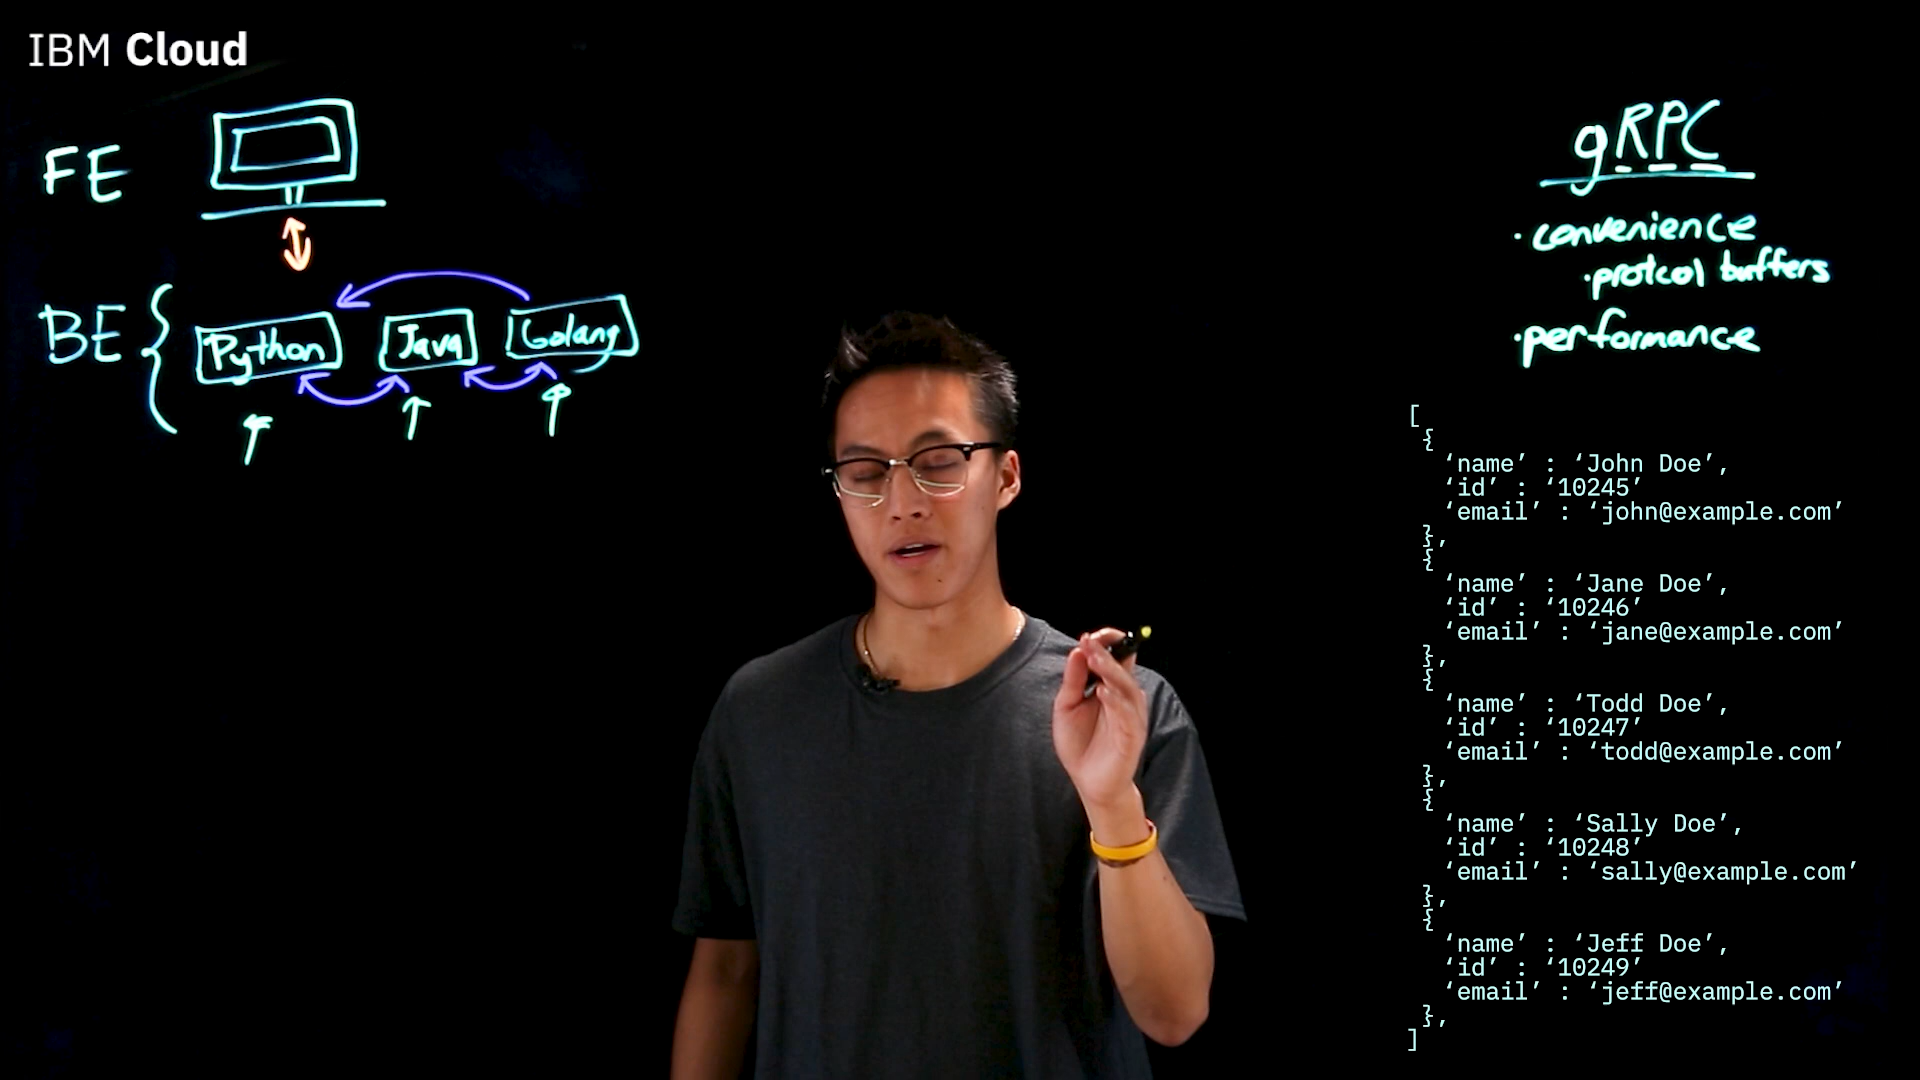 IBM Cloud
FE
BE
Python
Java
Golang
gRPC
·convenience
·protcol buffers
·performance
[
{
‘name’ : ‘John Doe’,
‘id’ : ‘10245’
‘email’ : ‘john@example.com’
},
{
‘name’ : ‘Jane Doe’,
‘id’ : ‘10246’
‘email’ : ‘jane@example.com’
},
{
‘name’ : ‘Todd Doe’,
‘id’ : ‘10247’
‘email’ : ‘todd@example.com’
},
{
‘name’ : ‘Sally Doe’,
‘id’ : ‘10248’
‘email’ : ‘sally@example.com’
},
{
‘name’ : ‘Jeff Doe’,
‘id’ : ‘10249’
‘email’ : ‘jeff@example.com’
},
]